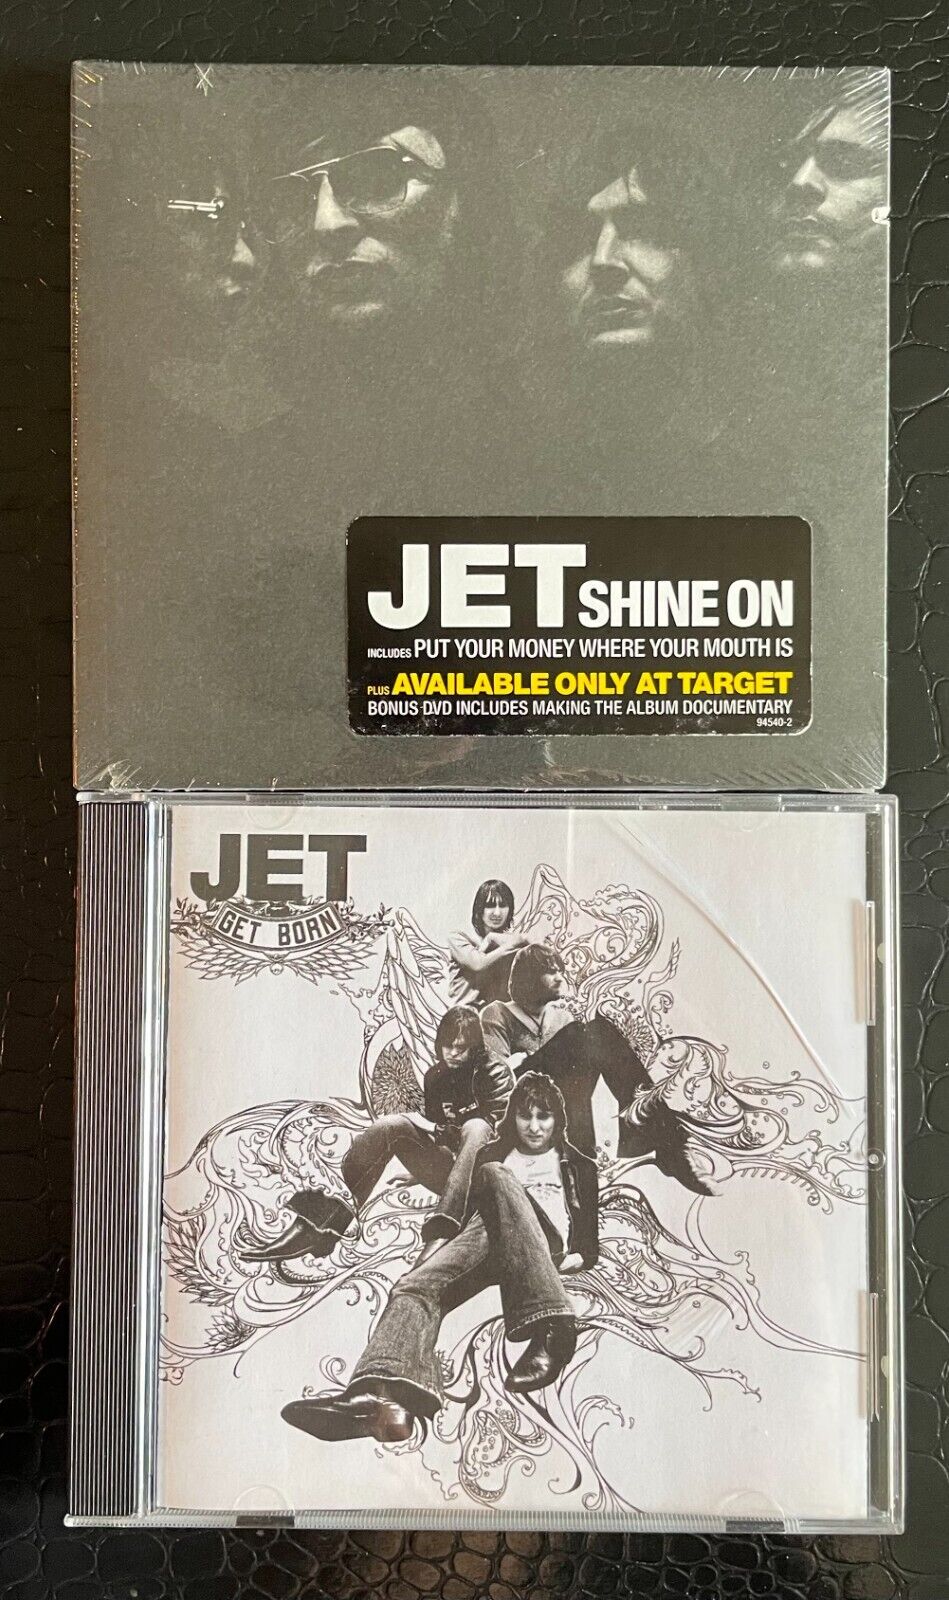 JET SHINE ON
INCLUDES PUT YOUR MONEY WHERE YOUR MOUTH IS
PLUS AVAILABLE ONLY AT TARGET
BONUS DVD INCLUDES MAKING THE ALBUM DOCUMENTARY
94540-2
JET
GET BORN